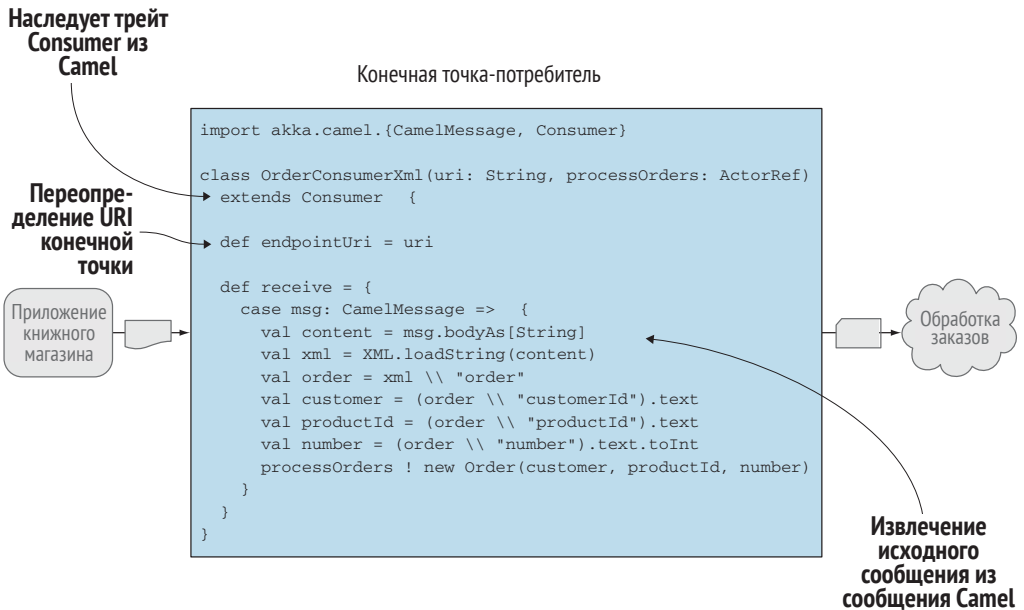 Наследует трейт
Consumer из
Camel
Конечная точка-потребитель
import akka.camel.{CamelMessage, Consumer}
class OrderConsumerXml(uri: String, processOrders: ActorRef)
extends Consumer {
Переопре-
деление URI
конечной
точки
def endpointUri = uri
def receive = {
case msg: CamelMessage => {
val content = msg.bodyAs[String]
val xml = XML.loadString(content)
val order = xml \\ "order"
val customer = (order \\ "customerId").text
val productId = (order \\ "productId").text
val number = (order \\ "number").text.toInt
processOrders ! new Order(customer, productId, number)
}
}
}
Приложение
книжного
магазина
Обработка
заказов
Извлечение
исходного
сообщения из
сообщения Camel